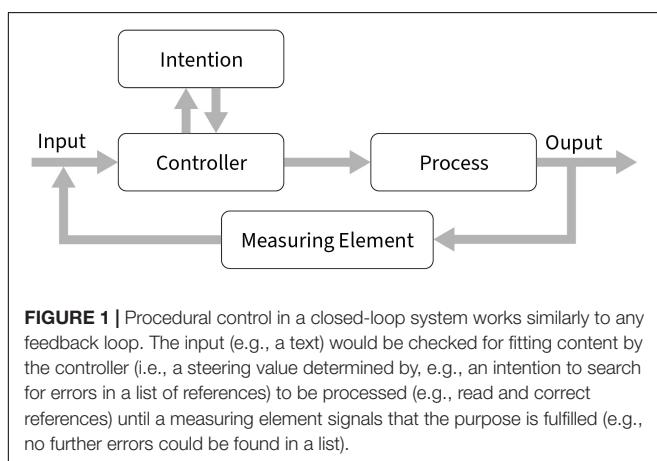 Intention
Input
Controller
Process
Ouput
Measuring Element
FIGURE 1 | Procedural control in a closed-loop system works similarly to any
feedback loop. The input (e.g., a text) would be checked for fitting content by
the controller (i.e., a steering value determined by, e.g., an intention to search
for errors in a list of references) to be processed (e.g., read and correct
references) until a measuring element signals that the purpose is fulfilled (e.g.,
no further errors could be found in a list).